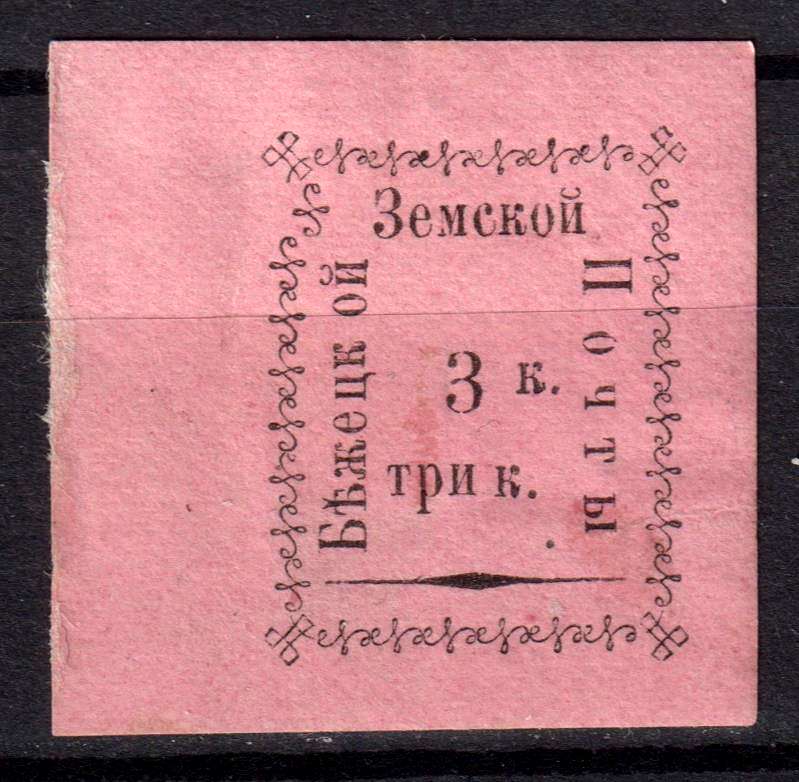 Бѣжецкой
Земской
Почты
3 к.
три к.